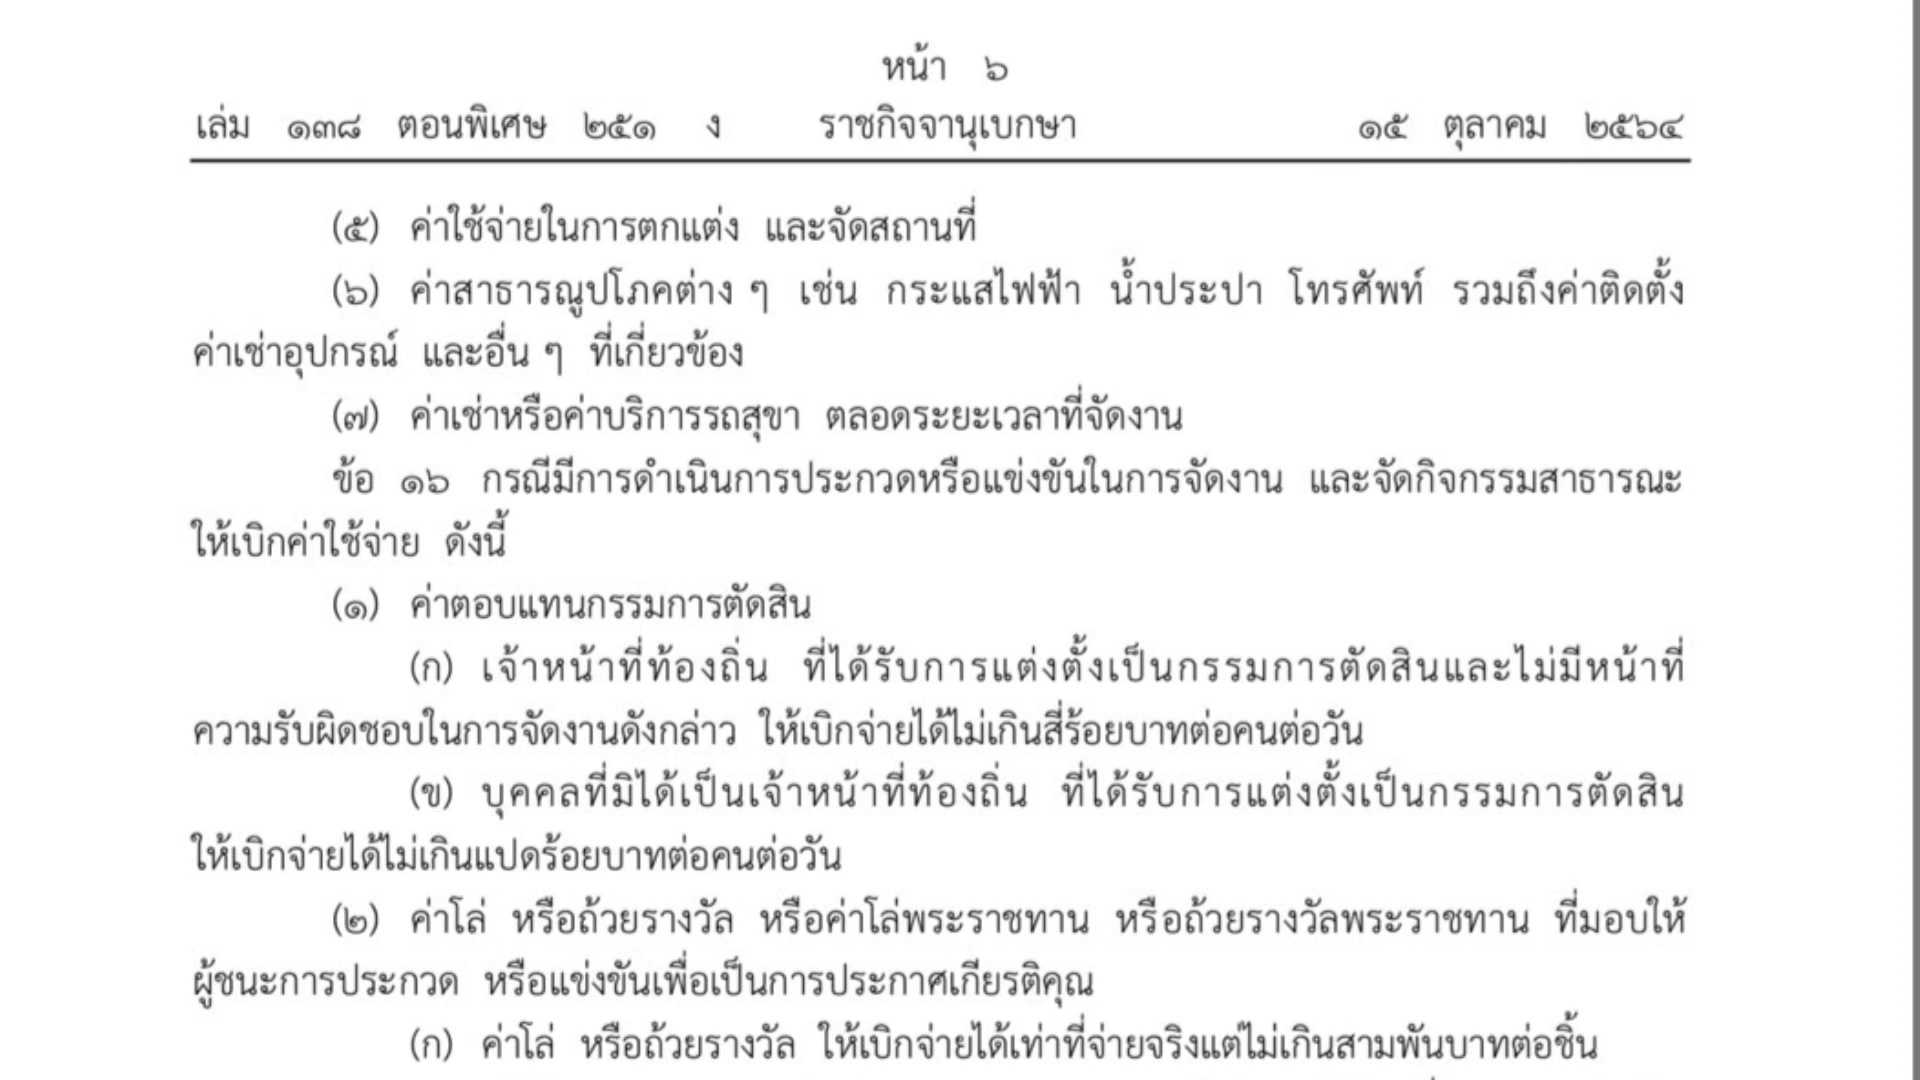 หน้า ๖
เล่ม ๑๓๘ ตอนพิเศษ ๒๕๑ ง ราชกิจจานุเบกษา ๑๕ ตุลาคม ๒๕๖๔
(๕) ค่าใช้จ่ายในการตกแต่ง และจัดสถานที่
(๖) ค่าสาธารณูปโภคต่าง ๆ เช่น กระแสไฟฟ้า น้ำประปา โทรศัพท์ รวมถึงค่าติดตั้ง
ค่าเช่าอุปกรณ์ และอื่น ๆ ที่เกี่ยวข้อง
(๗) ค่าเช่าหรือค่าบริการรถสุขา ตลอดระยะเวลาที่จัดงาน
ข้อ ๑๖ กรณีมีการดำเนินการประกวดหรือแข่งขันในการจัดงาน และจัดกิจกรรมสาธารณะ
ให้เบิกค่าใช้จ่าย ดังนี้
(๑) ค่าตอบแทนกรรมการตัดสิน
(ก) เจ้าหน้าที่ท้องถิ่น ที่ได้รับการแต่งตั้งเป็นกรรมการตัดสินและไม่มีหน้าที่
ความรับผิดชอบในการจัดงานดังกล่าว ให้เบิกจ่ายได้ไม่เกินสี่ร้อยบาทต่อคนต่อวัน
(ข) บุคคลที่มิได้เป็นเจ้าหน้าที่ท้องถิ่น ที่ได้รับการแต่งตั้งเป็นกรรมการตัดสิน
ให้เบิกจ่ายได้ไม่เกินแปดร้อยบาทต่อคนต่อวัน
(๒) ค่าโล่ หรือถ้วยรางวัล หรือค่าโล่พระราชทาน หรือถ้วยรางวัลพระราชทาน ที่มอบให้
ผู้ชนะการประกวด หรือแข่งขันเพื่อเป็นการประกาศเกียรติคุณ
(ก) ค่าโล่ หรือถ้วยรางวัล ให้เบิกจ่ายได้เท่าที่จ่ายจริงแต่ไม่เกินสามพันบาทต่อชิ้น